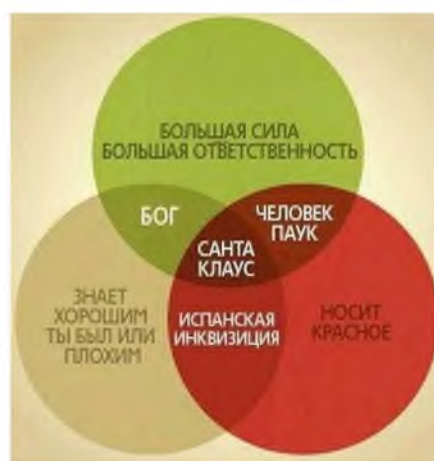 БОЛЬШАЯ СИЛА
БОЛЬШАЯ ОТВЕТСТВЕННОСТЬ
БОГ
ЧЕЛОВЕК
ПАУК
САНТА
КЛАУС
ЗНАЕТ
ХОРОШИМ
ТЫ БЫЛ ИЛИ
ПЛОХИМ
ИСПАНСКАЯ
ИНКВИЗИЦИЯ
НОСИТ
КРАСНОЕ